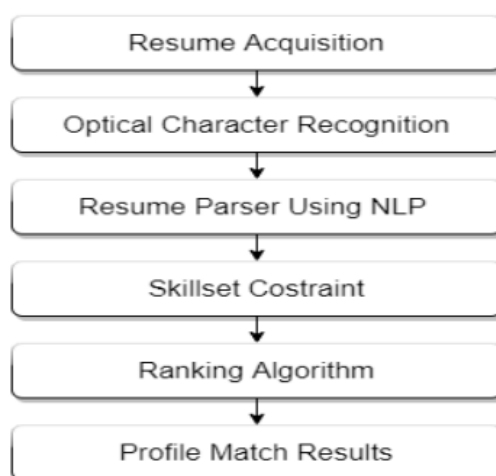 Resume Acquisition
Optical Character Recognition
Resume Parser Using NLP
Skillset Costraint
Ranking Algorithm
Profile Match Results